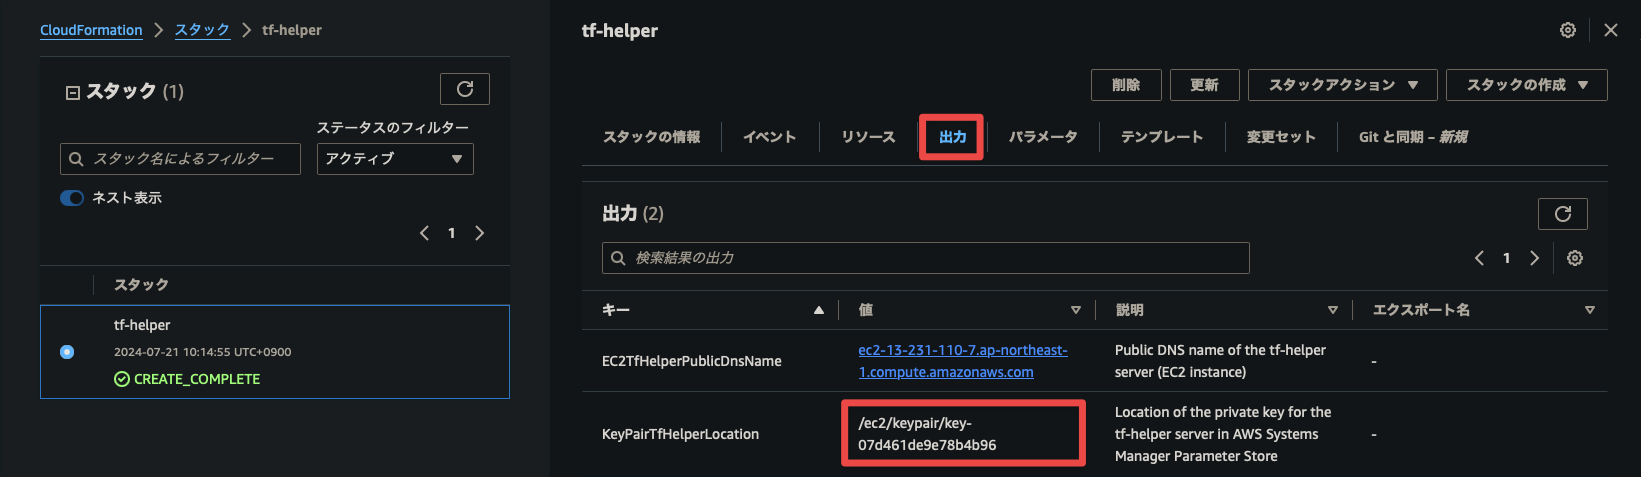 CloudFormation > スタック > tf-helper
スタック (1)
ステータスのフィルター
スタック名によるフィルター
アクティブ
ネスト表示
1
スタック
tf-helper
2024-07-21 10:14:55 UTC+0900
CREATE_COMPLETE
tf-helper
削除
更新
スタックアクション
スタックの作成
スタックの情報
イベント
リソース
出力
パラメータ
テンプレート
変更セット
Git と同期 – 新規
出力 (2)
検索結果の出力
1
キー
値
説明
エクスポート名
EC2TfHelperPublicDnsName
ec2-13-231-110-7.ap-northeast-
1.compute.amazonaws.com
Public DNS name of the tf-helper
server (EC2 instance)
-
KeyPairTfHelperLocation
/ec2/keypair/key-
07d461de9e78b4b96
Location of the private key for the
tf-helper server in AWS Systems
Manager Parameter Store
-